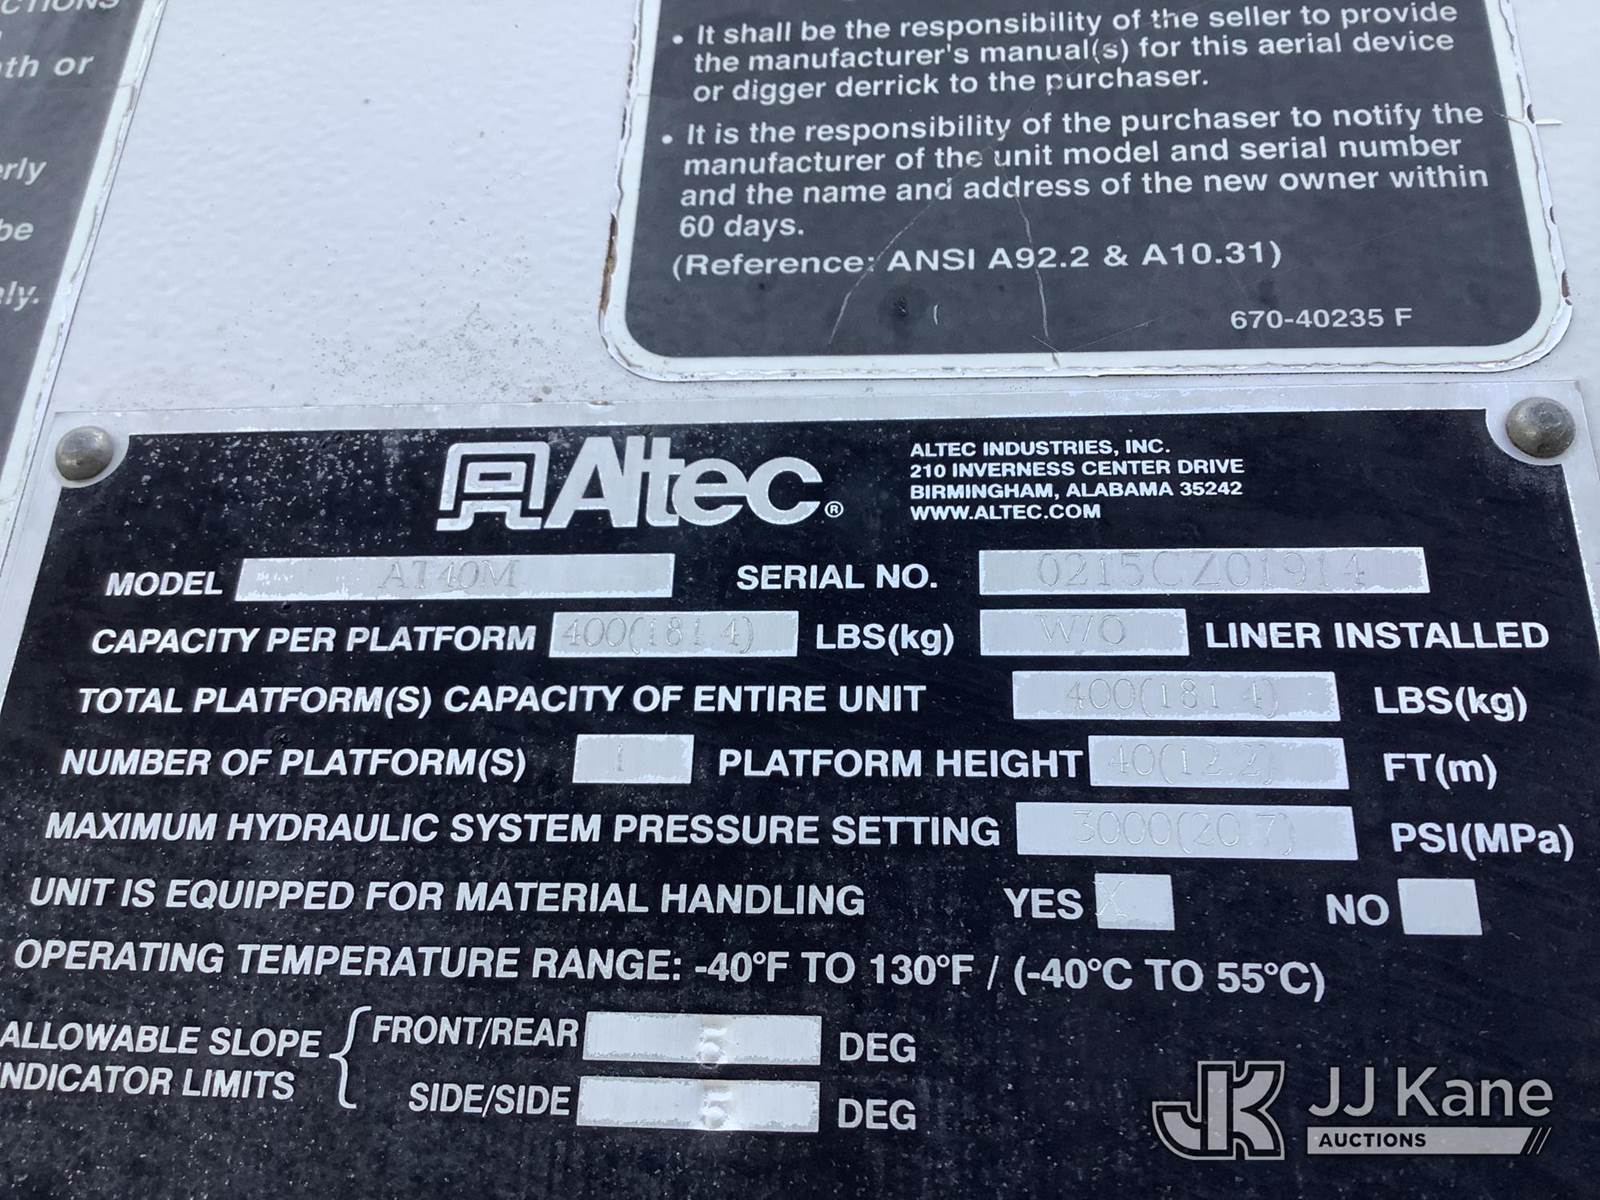 CTIONS
th or
erly
be
ely.
• It shall be the responsibility of the seller to provide
the manufacturer's manual(s) for this aerial device
or digger derrick to the purchaser.
• It is the responsibility of the purchaser to notify the
manufacturer of the unit model and serial number
and the name and address of the new owner within
60 days.
(Reference: ANSI A92.2 & A10.31)
670-40235 F
Altec®
ALTEC INDUSTRIES, INC.
210 INVERNESS CENTER DRIVE
BIRMINGHAM, ALABAMA 35242
WWW.ALTEC.COM
MODEL AT40M SERIAL NO. 0215CZ01914
CAPACITY PER PLATFORM 400(181.4) LBS(kg) W/O LINER INSTALLED
TOTAL PLATFORM(S) CAPACITY OF ENTIRE UNIT 400(181.4) LBS(kg)
NUMBER OF PLATFORM(S) 1 PLATFORM HEIGHT 40(12.2) FT(m)
MAXIMUM HYDRAULIC SYSTEM PRESSURE SETTING 3000(20.7) PSI(MPa)
UNIT IS EQUIPPED FOR MATERIAL HANDLING YES X NO
OPERATING TEMPERATURE RANGE: -40°F TO 130°F / (-40°C TO 55°C)
ALLOWABLE SLOPE INDICATOR LIMITS { FRONT/REAR 5 DEG
SIDE/SIDE 5 DEG
JK JJ Kane
AUCTIONS